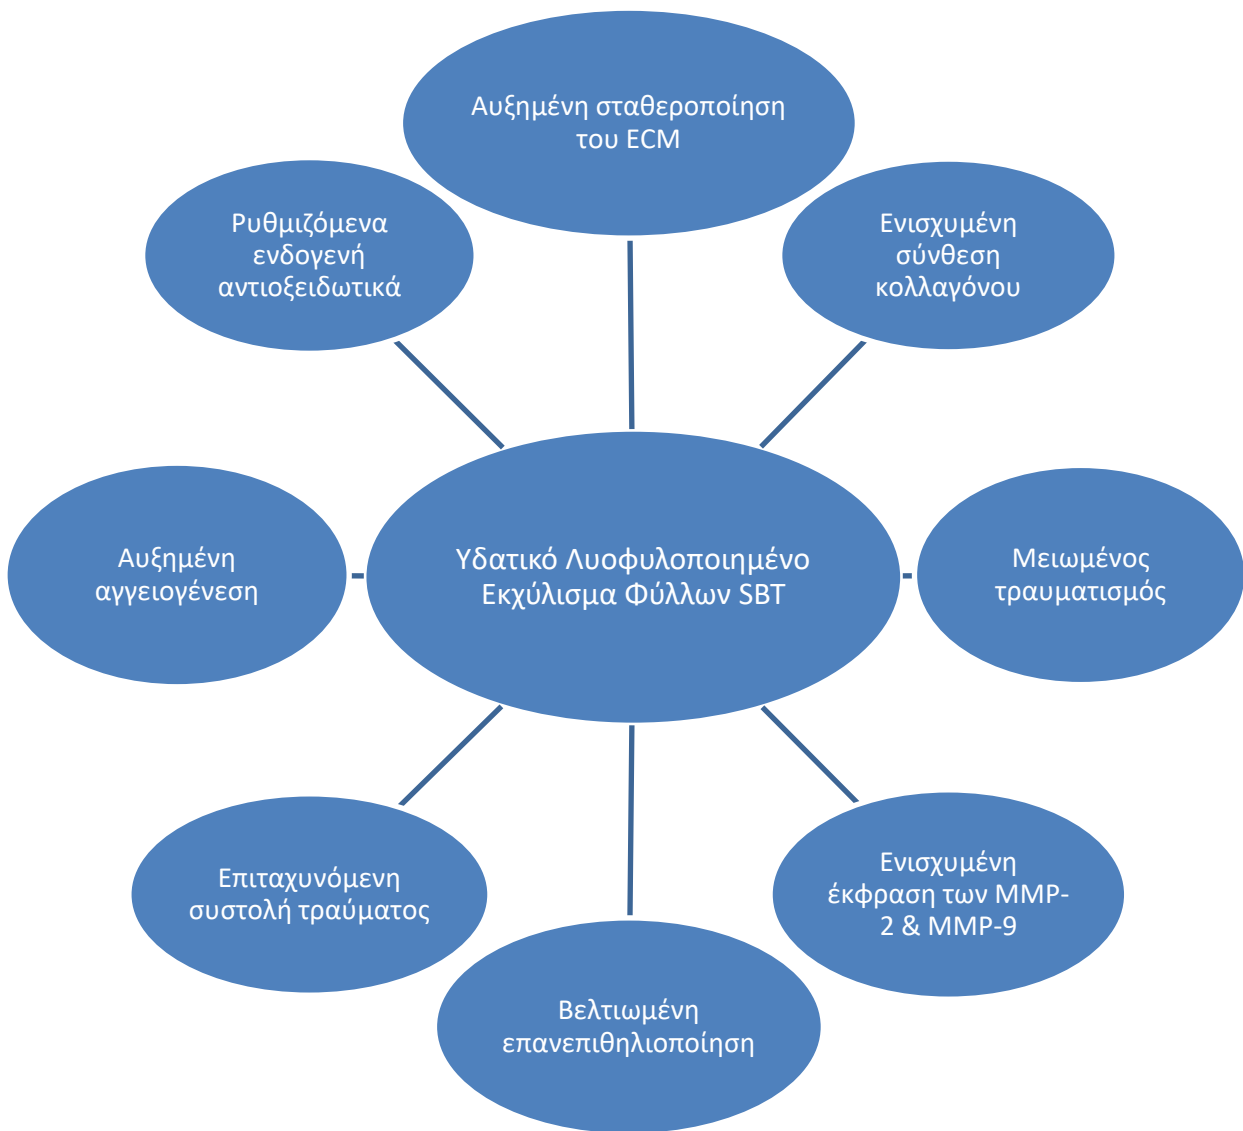 Αυξημένη σταθεροποίηση
του ECM
Ρυθμιζόμενα
ενδογενή
αντιοξειδωτικά
Ενισχυμένη
σύνθεση
κολλαγόνου
Αυξημένη
αγγειογένεση
Υδατικό Λυοφυλοποιημένο
Εκχύλισμα Φύλλων SBT
Μειωμένος
τραυματισμός
Επιταχυνόμενη
συστολή τραύματος
Ενισχυμένη
έκφραση των MMP-
2 & MMP-9
Βελτιωμένη
επανεπιθηλιοποίηση